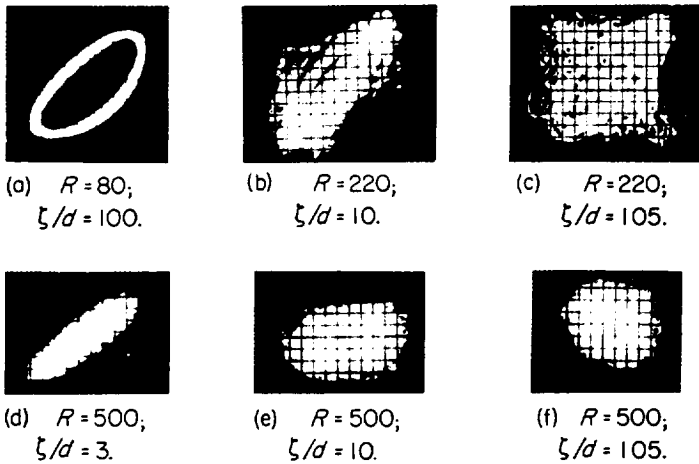 (a) R = 80;
ζ/d = 100.
(b) R = 220;
ζ/d = 10.
(c) R = 220;
ζ/d = 105.
(d) R = 500;
ζ/d = 3.
(e) R = 500;
ζ/d = 10.
(f) R = 500;
ζ/d = 105.